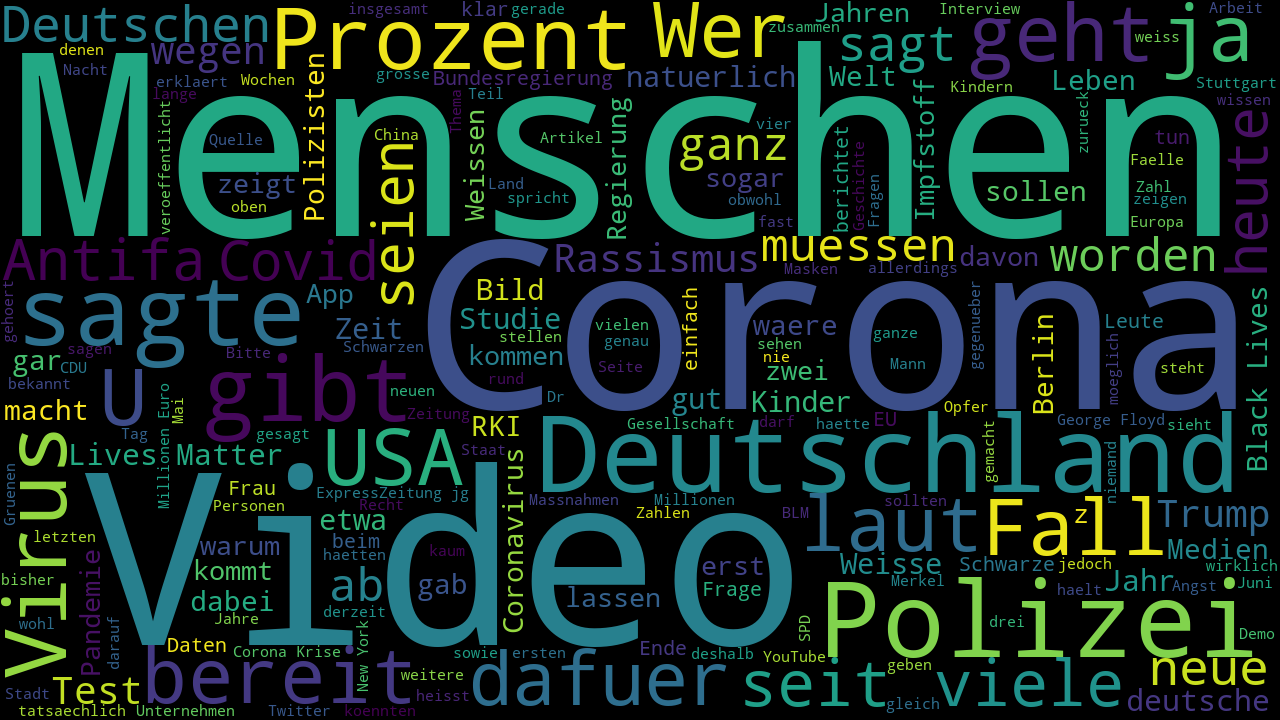 Deutschen
denen
Nacht
wegen
erklaert
Wochen
lange
insgesamt
Prozent
klar
gerade
Wer
zusammen
Jahren
sagt
Interview
geht
weiss
ja
Arbeit
Menschen
veroeffentlicht
Quelle
zeigt
oben
Polizisten
grosse
China
Bundesregierung
Thema
Teil
Weissen
Artikel
Land
spricht
Regierung
natuerlich
vier
ganz
sogar
obwohl
fast
Welt
berichtet
Geschichte
Fragen
Impfstoff
Kindern
Leben
zurueck
sollen
Stuttgart
wissen
tun
Faelle
Zahl
zeigen
Europa
heute
Antifa
Covid
seien
Rassismus
muessen
Masken
allerdings
davon
worden
gehoert
sagte
App
Bild
Studie
stellen
kommen
rund
Corona
vielen
genau
Seite
einfach
waere
sehen
nie
zwei
ganze
Mann
gegenueber
Leute
steht
Berlin
moeglich
Black Lives
Zeit
Schwarzen
gar
CDU
sagen
bekannt
macht
U
Bitte
gibt
neuen
Zeitung
Dr
gut
Kinder
Opfer
EU
George Floyd
sieht
Virus
Tag
Mai
Millionen Euro
gesagt
Lives Matter
USA
RKI
Staat
Gesellschaft
darf
haette
Deutschland
gemacht
niemand
Gruenen
letzten
bisher
wohl
Pandemie
darauf
Frau
Personen
ExpressZeitung jg
Recht
etwa
beim
haetten
warum
kommt
dabei
Jahre
Video
ab
derzeit
gab
kaum
Coronavirus
Massnahmen
Zahlen
Millionen
BLM
erst
Frage
lassen
laut
sollten
Fall
z
Trump
Medien
wirklich
Weisse
Schwarze
jedoch
Merkel
haelt
Jahr
Angst
Juni
Polizei
drei
Demo
SPD
Daten
Corona Krise
New York
sowie
ersten
Ende
deshalb
YouTube
geben
neue
Stadt
Test
bereit
weitere
heisst
dafuer
seit
viele
gleich
deutsche
tatsaechlich
Unternehmen
Twitter
koennten